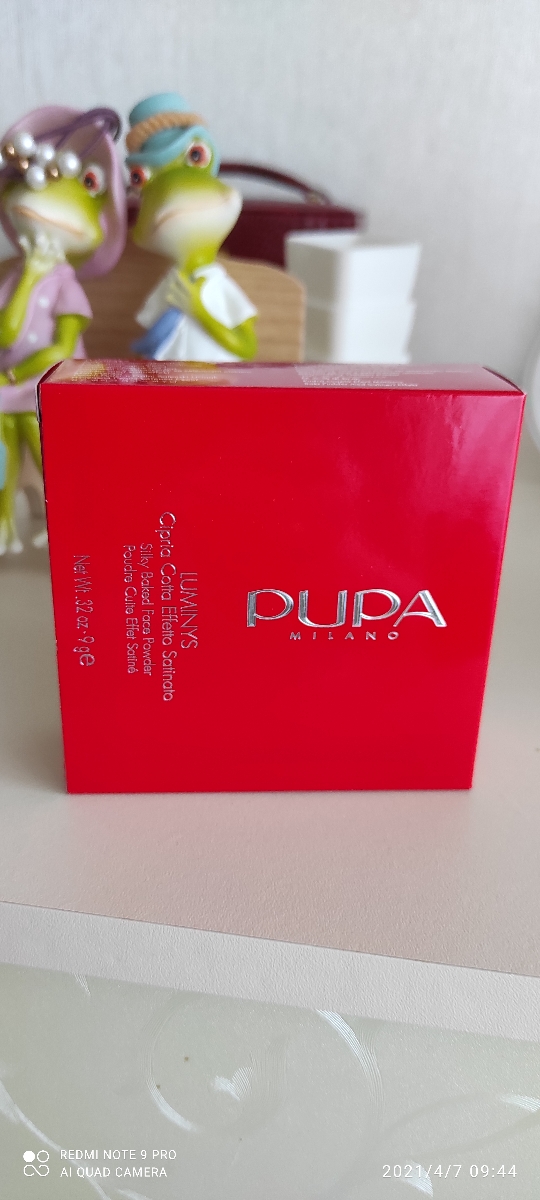 PUPA
MILANO
LUMINYS
Cipria Cotta Effetto Satinato
Silky Baked Face Powder
Poudre Cuite Effet Satiné
Net Wt. .32 oz. - 9 g e
REDMI NOTE 9 PRO
AI QUAD CAMERA
2021/4/7 09:44